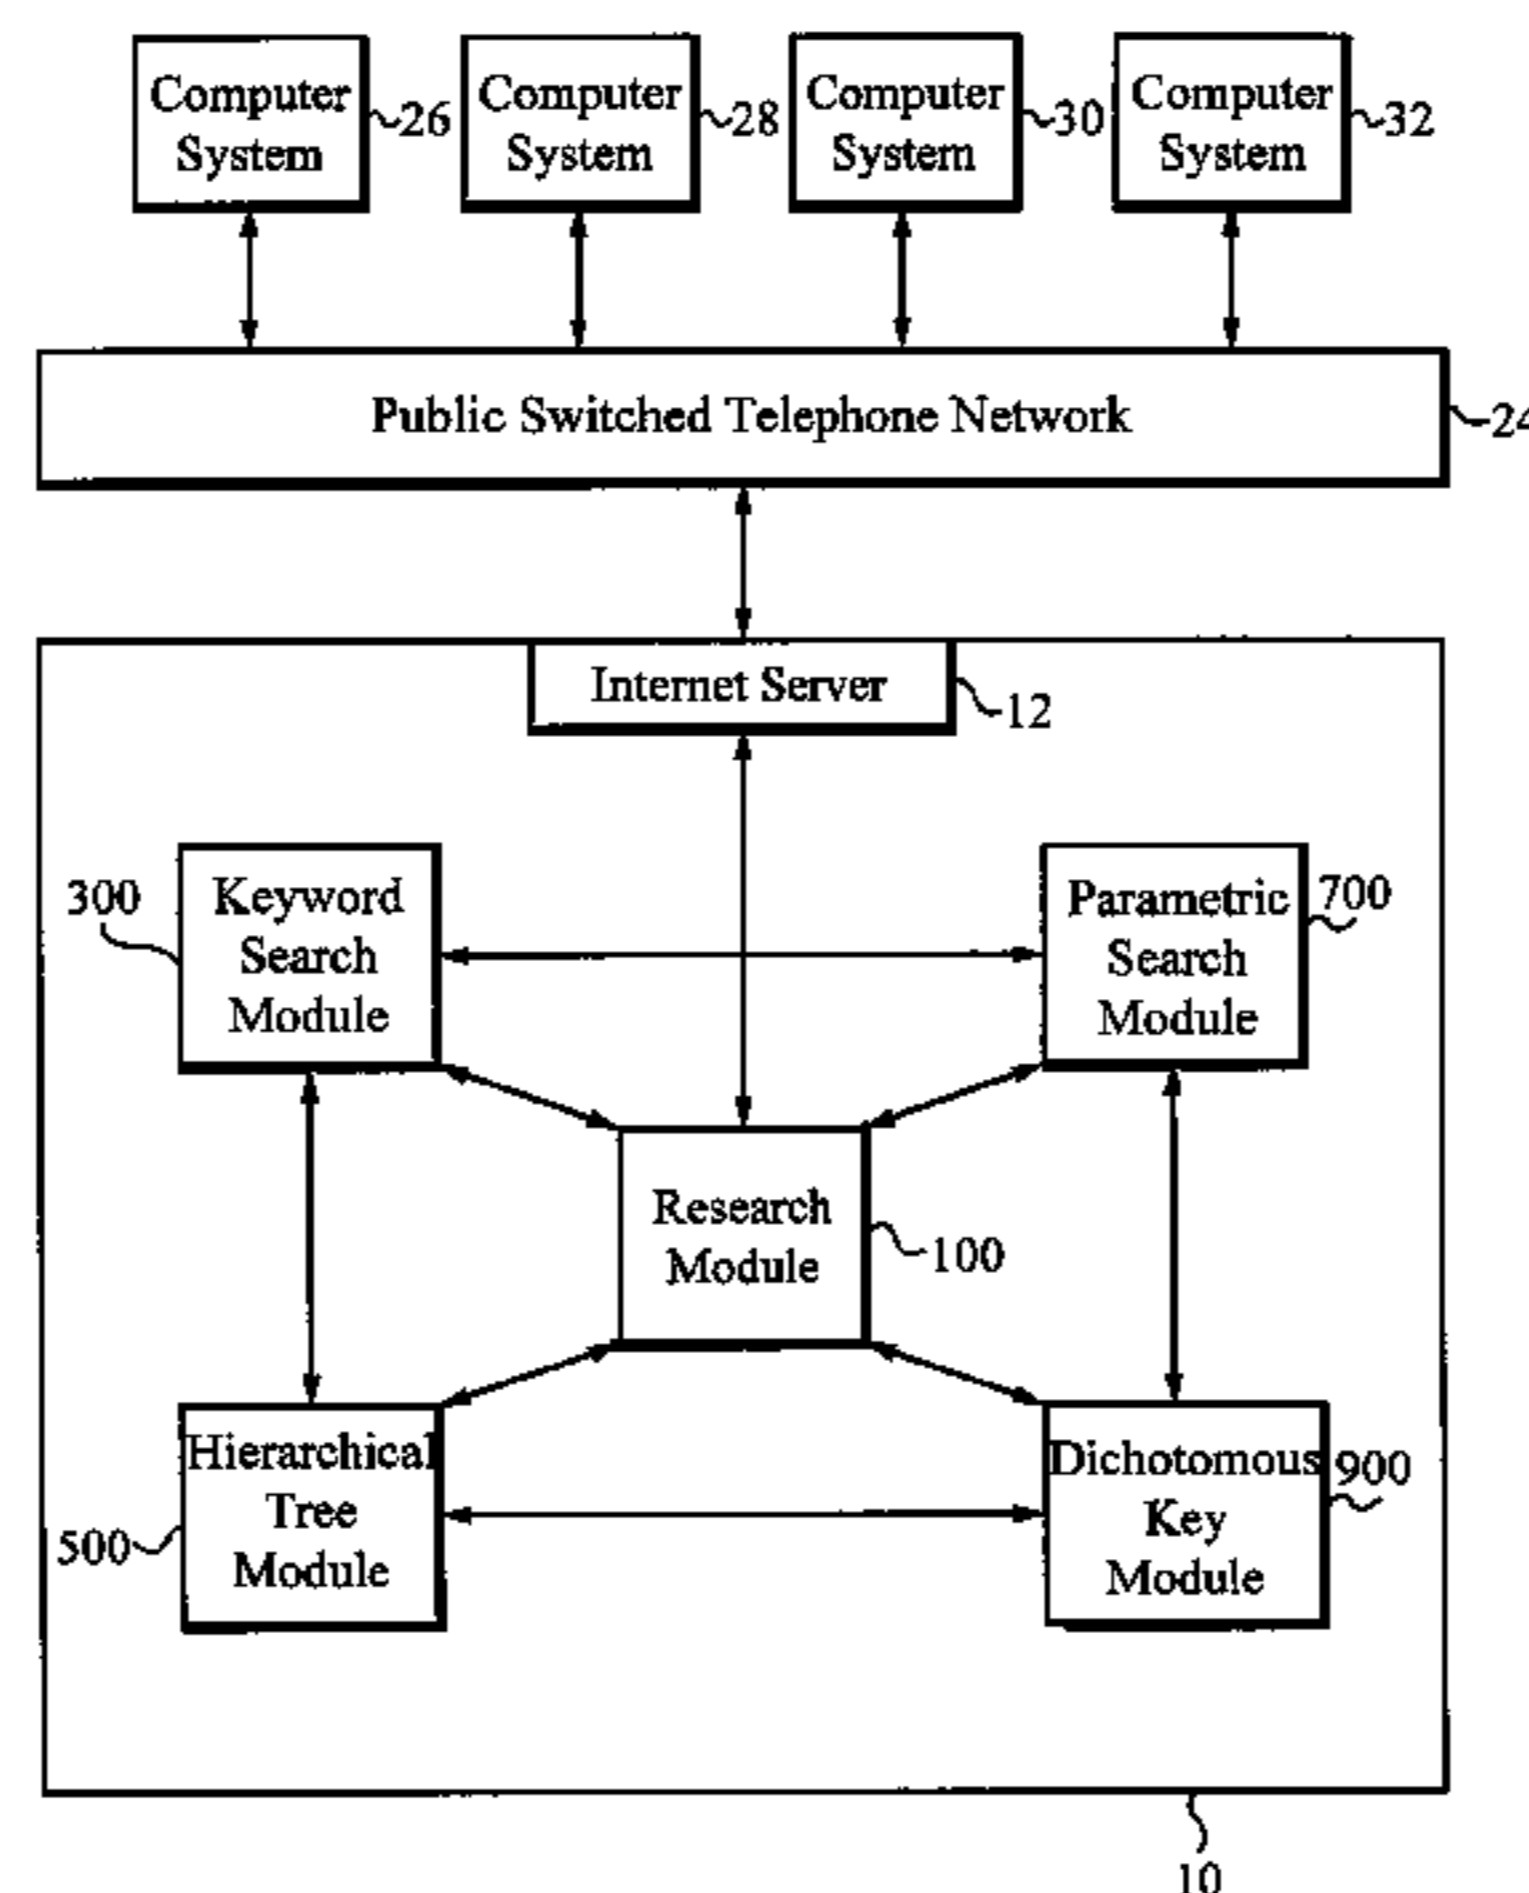 Computer
System
26
Computer
System
28
Computer
System
30
Computer
System
32
Public Switched Telephone Network
24
Internet Server
12
300
Keyword
Search
Module
Parametric
Search
Module
700
Research
Module
100
Hierarchical
Tree
Module
500
Dichotomous
Key
Module
900
10